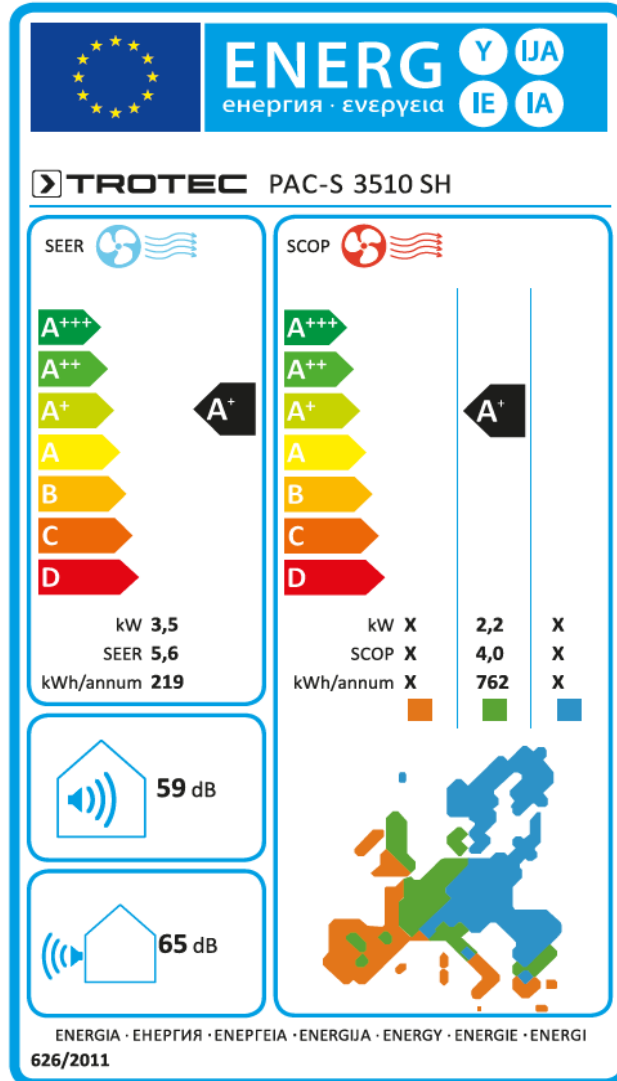 ENERG Y IJA
енергия · ενεργεια IE IA
TROTEC PAC-S 3510 SH
SEER
A+++
A++
A+
A
B
C
D
A+
kW 3,5
SEER 5,6
kWh/annum 219
SCOP
A+++
A++
A+
A
B
C
D
A+
kW X 2,2 X
SCOP X 4,0 X
kWh/annum X 762 X
59 dB
65 dB
ENERGIA · ЕНЕРГИЯ · ΕΝΕΡΓΕΙΑ · ENERGIJA · ENERGY · ENERGIE · ENERGI
626/2011